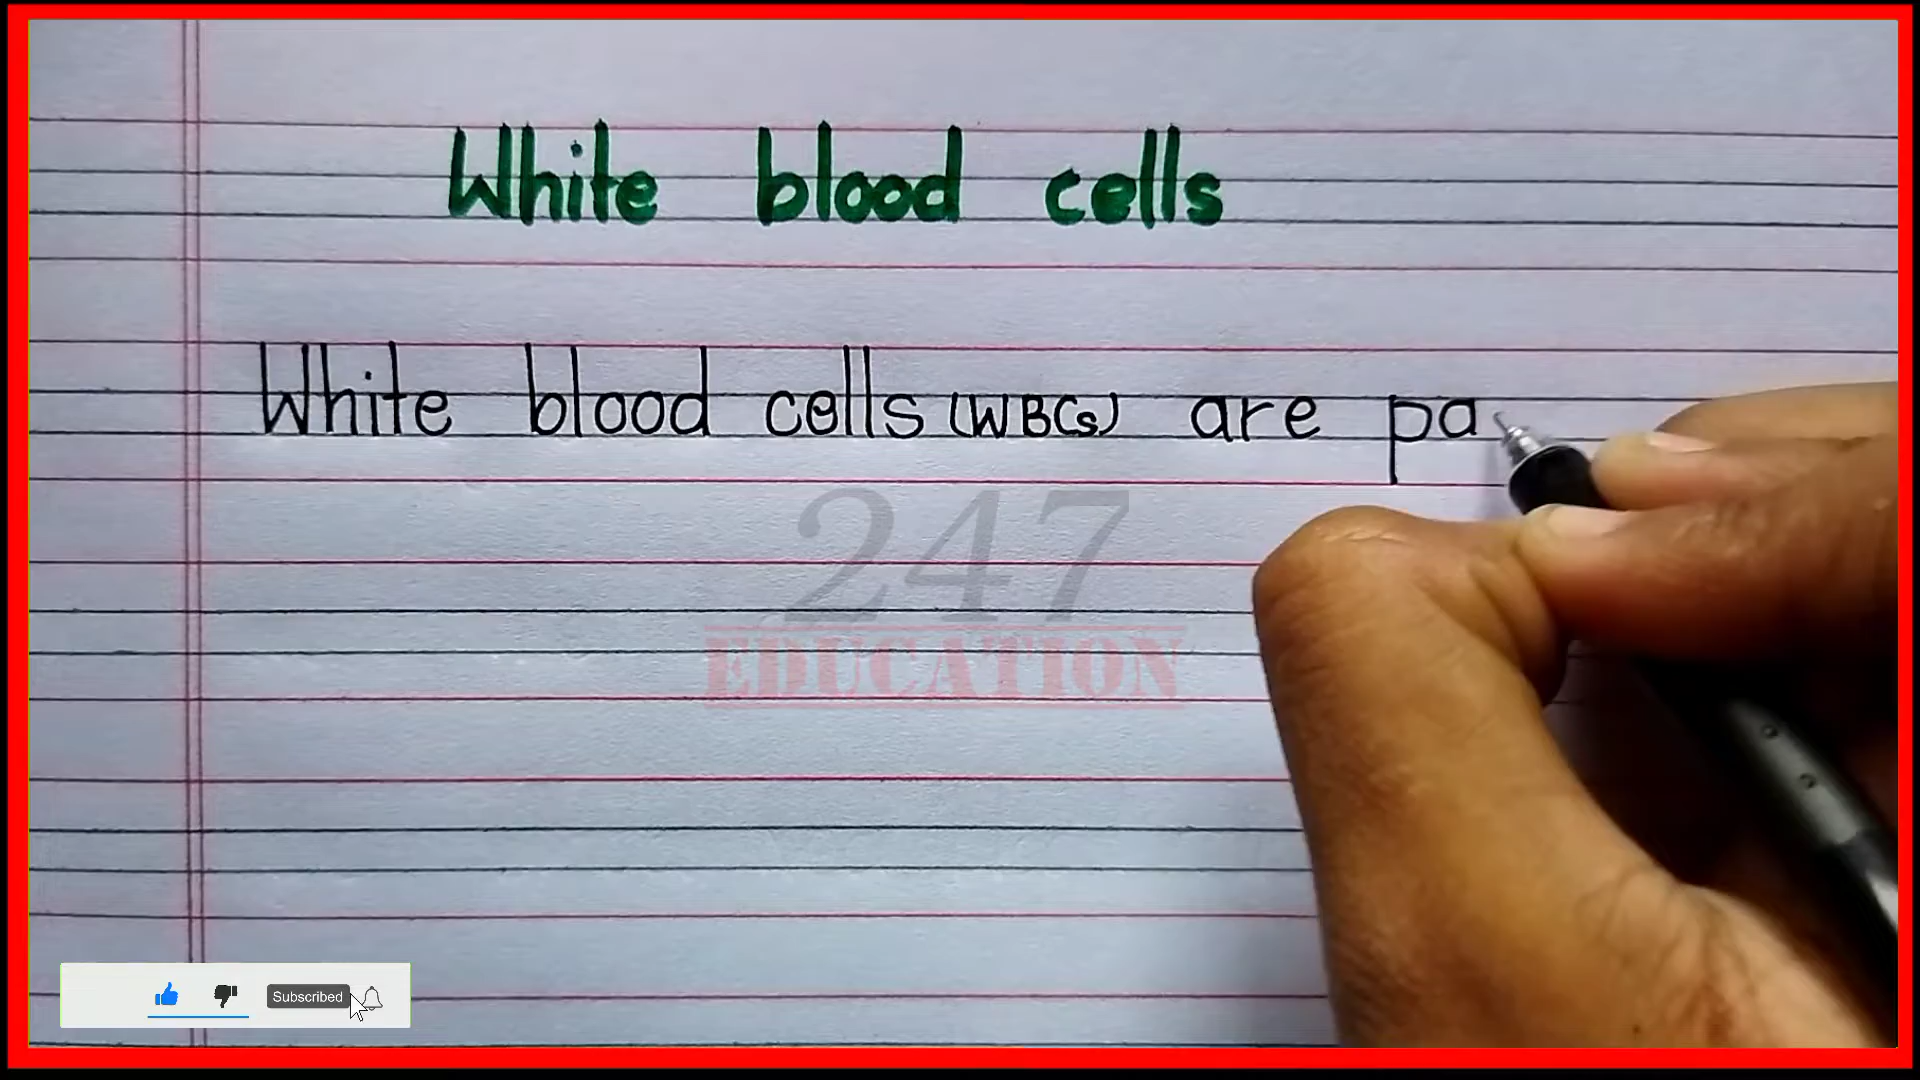 White blood cells
White blood cells (WBCs) are pa
247
EDUCATION
Subscribed